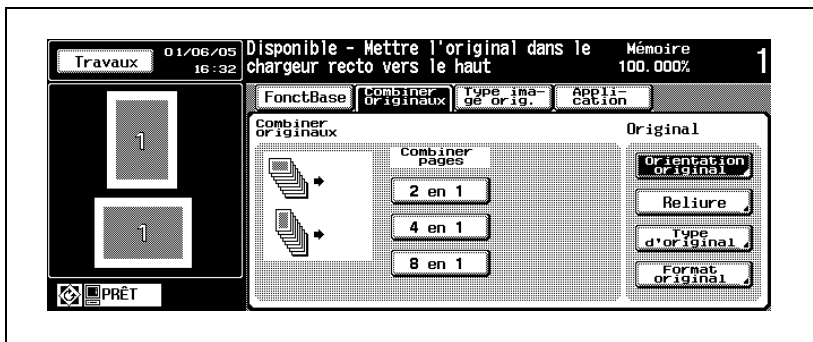 Travaux
01/06/05
16:32
Disponible - Mettre l'original dans le
chargeur recto vers le haut
Mémoire
100.000%
1
FonctBase
Combiner
originaux
Type ima-
ge orig.
Appli-
cation
1
1
Combiner
originaux
Combiner
pages
2 en 1
4 en 1
8 en 1
Original
Orientation
original
Reliure
Type
d'original
Format
original
PRÊT